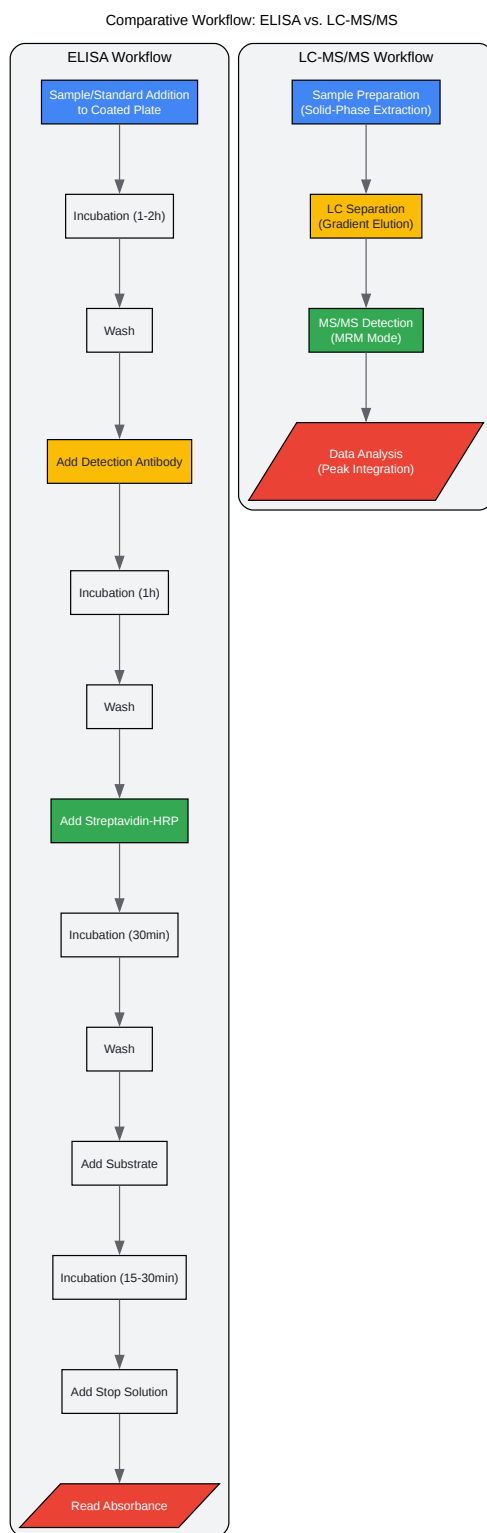 Comparative Workflow: ELISA vs. LC-MS/MS
ELISA Workflow
Sample/Standard Addition
to Coated Plate
Incubation (1-2h)
Wash
Add Detection Antibody
Incubation (1h)
Wash
Add Streptavidin-HRP
Incubation (30min)
Wash
Add Substrate
Incubation (15-30min)
Add Stop Solution
Read Absorbance
LC-MS/MS Workflow
Sample Preparation
(Solid-Phase Extraction)
LC Separation
(Gradient Elution)
MS/MS Detection
(MRM Mode)
Data Analysis
(Peak Integration)